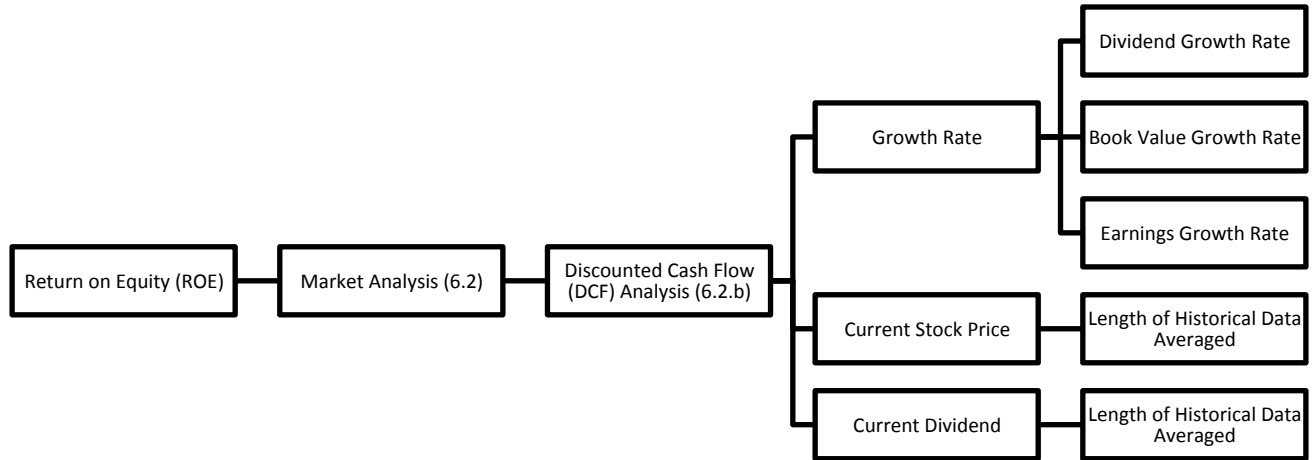 Return on Equity (ROE)
Market Analysis (6.2)
Discounted Cash Flow
(DCF) Analysis (6.2.b)
Growth Rate
Dividend Growth Rate
Book Value Growth Rate
Earnings Growth Rate
Current Stock Price
Length of Historical Data
Averaged
Current Dividend
Length of Historical Data
Averaged